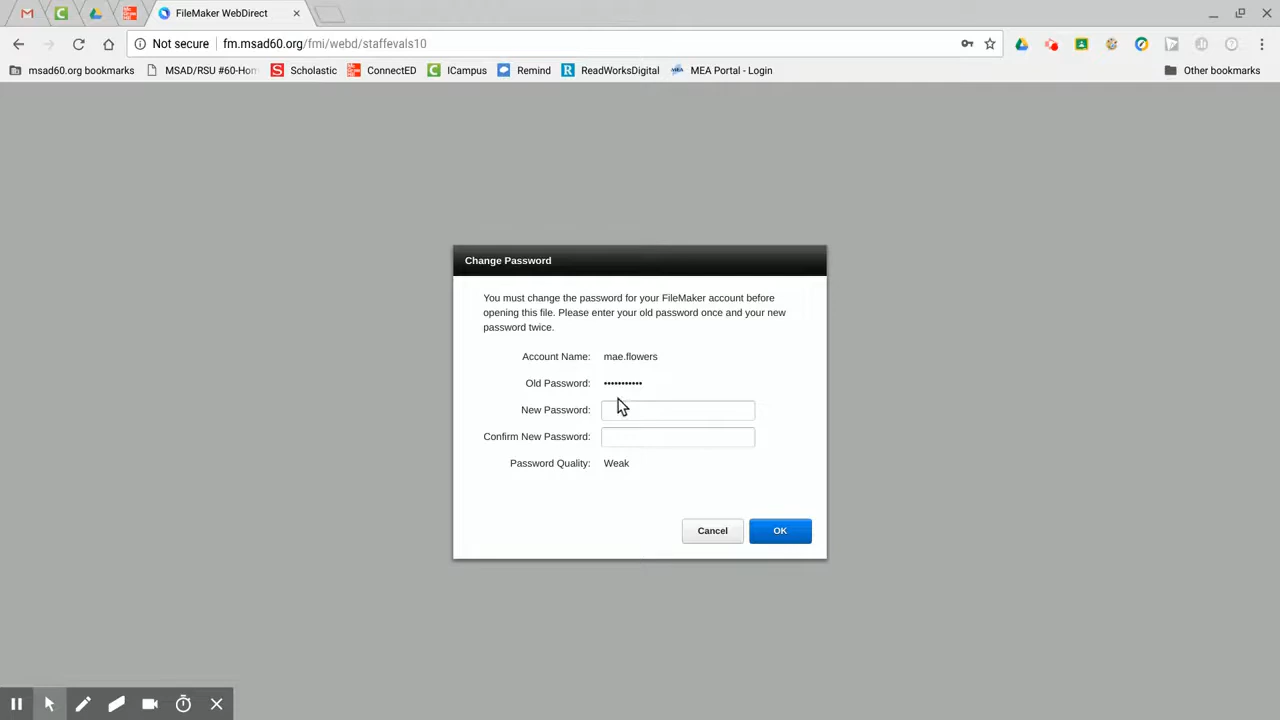 FileMaker WebDirect
Not secure fm.msad60.org/fmi/webd/staffevals10
msad60.org bookmarks MSAD/RSU #60-Hom Scholastic ConnectED ICampus Remind ReadWorksDigital MEA Portal - Login Other bookmarks
Change Password
You must change the password for your FileMaker account before
opening this file. Please enter your old password once and your new
password twice.
Account Name: mae.flowers
Old Password: •••••••••••
New Password:
Confirm New Password:
Password Quality: Weak
Cancel OK